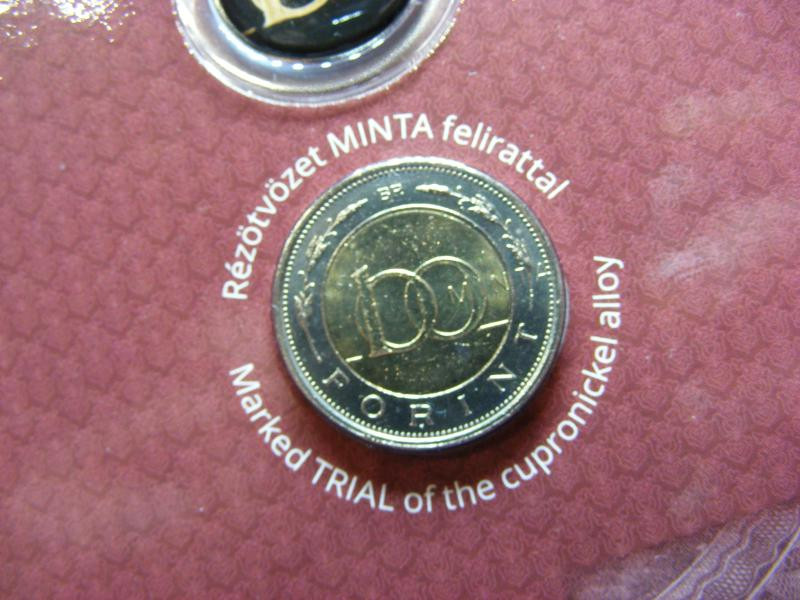 Rézötvözet MINTA felirattal
BP.
100
FORINT
Marked TRIAL of the cupronickel alloy